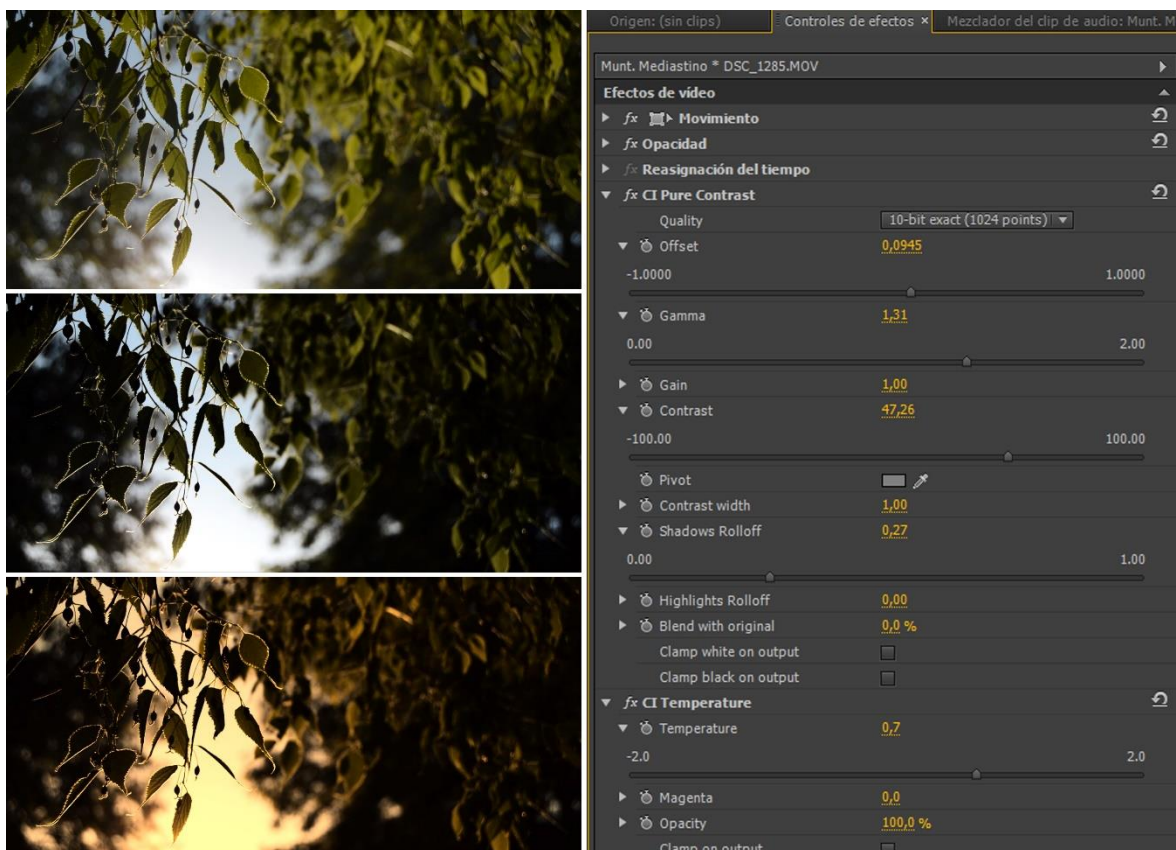 Origen: (sin clips) Controles de efectos × Mezclador del clip de audio: Munt. M
Munt. Mediastino * DSC_1285.MOV
Efectos de vídeo
fx Movimiento
fx Opacidad
fx Reasignación del tiempo
fx CI Pure Contrast
Quality 10-bit exact (1024 points)
Offset 0,0945
-1.0000 1.0000
Gamma 1,31
0.00 2.00
Gain 1,00
Contrast 47,26
-100.00 100.00
Pivot
Contrast width 1,00
Shadows Rolloff 0,27
0.00 1.00
Highlights Rolloff 0,00
Blend with original 0,0 %
Clamp white on output
Clamp black on output
fx CI Temperature
Temperature 0,7
-2.0 2.0
Magenta 0,0
Opacity 100,0 %
Clamp on output